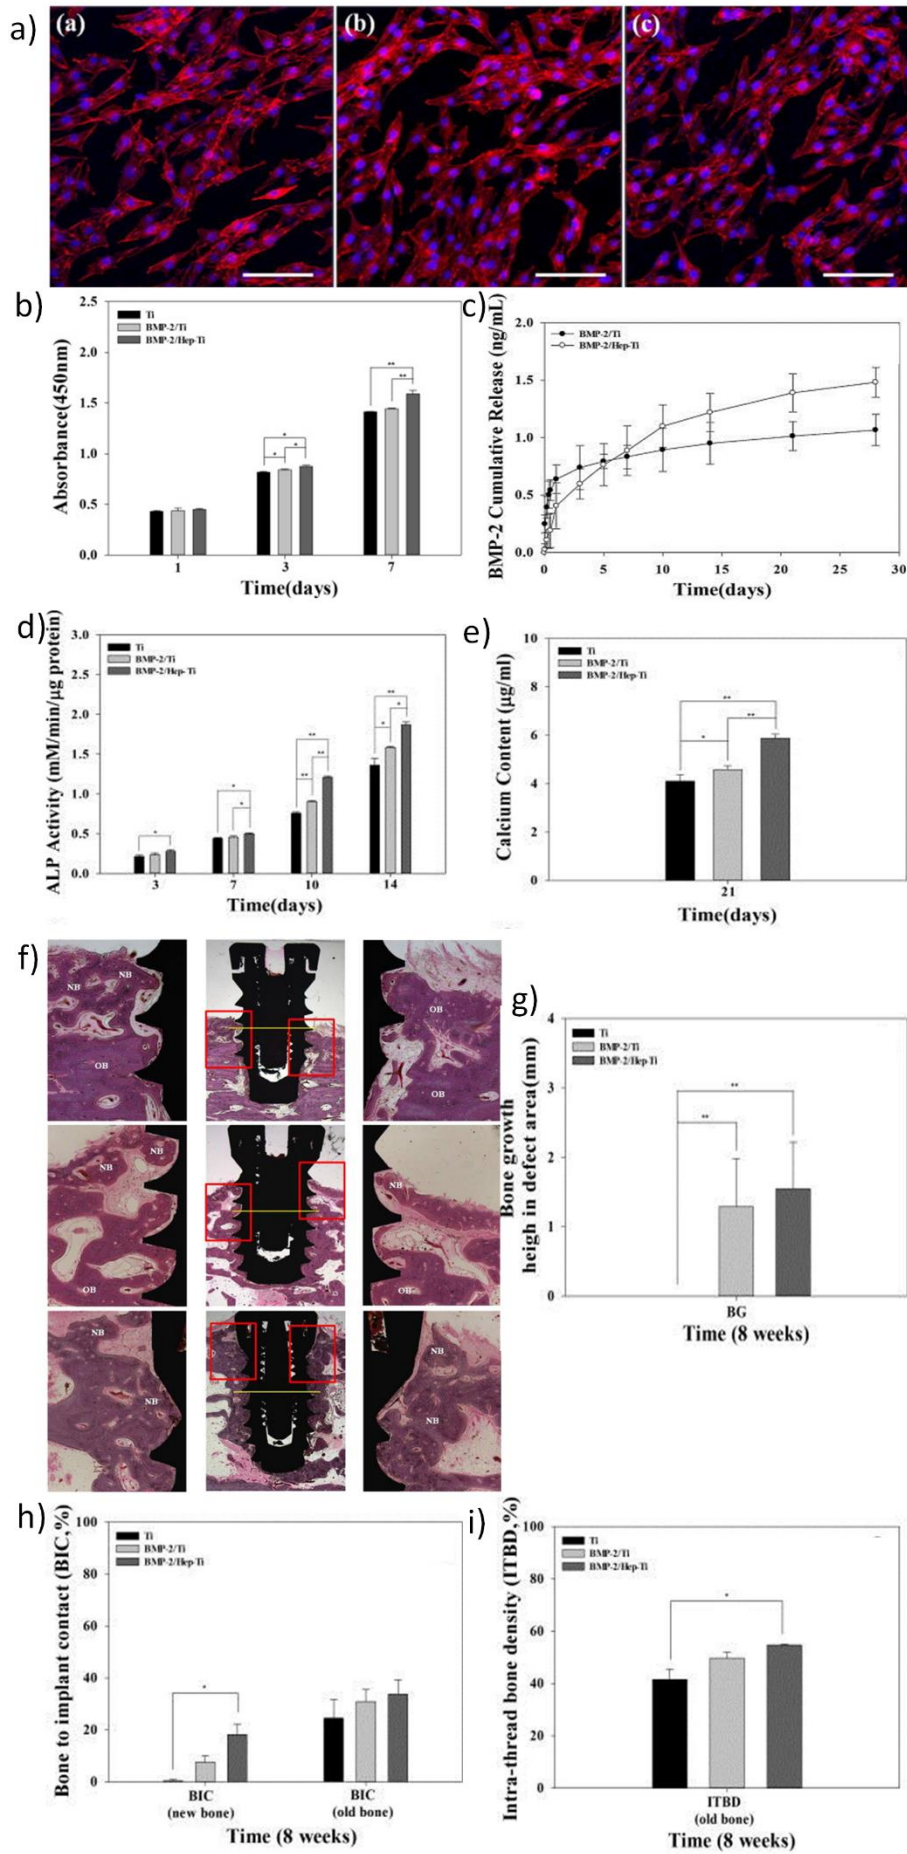 a)
(a)
(b)
(c)
b)
2.5
2.0
1.5
1.0
0.5
0.0
Absorbance(450nm)
Ti
BMP-2/Ti
BMP-2/Hep-Ti
*
*
*
**
**
1 3 7
Time(days)
c)
2.0
1.5
1.0
0.5
0.0
BMP-2 Cumulative Release (ng/mL)
BMP-2/Ti
BMP-2/Hep-Ti
0 5 10 15 20 25 30
Time(days)
d)
3.0
2.5
2.0
1.5
1.0
0.5
0.0
ALP Activity (mM/min/µg protein)
Ti
BMP-2/Ti
BMP-2/Hep-Ti
*
*
*
**
**
**
**
*
*
3 7 10 14
Time(days)
e)
10
8
6
4
2
0
Calcium Content (µg/ml)
Ti
BMP-2/Ti
BMP-2/Hep-Ti
**
**
*
21
Time(days)
f)
NB
NB
OB
OB
OB
NB
NB
OB
NB
OB
NB
NB
NB
NB
g)
4
3
2
1
0
Bone growth
heigh in defect area(mm)
Ti
BMP-2/Ti
BMP-2/Hep-Ti
**
**
BG
Time (8 weeks)
h)
100
80
60
40
20
0
Bone to implant contact (BIC,%)
Ti
BMP-2/Ti
BMP-2/Hep-Ti
*
BIC BIC
(new bone) (old bone)
Time (8 weeks)
i)
100
80
60
40
20
0
Intra-thread bone density (ITBD,%)
Ti
BMP-2/Ti
BMP-2/Hep-Ti
*
ITBD
(old bone)
Time (8 weeks)